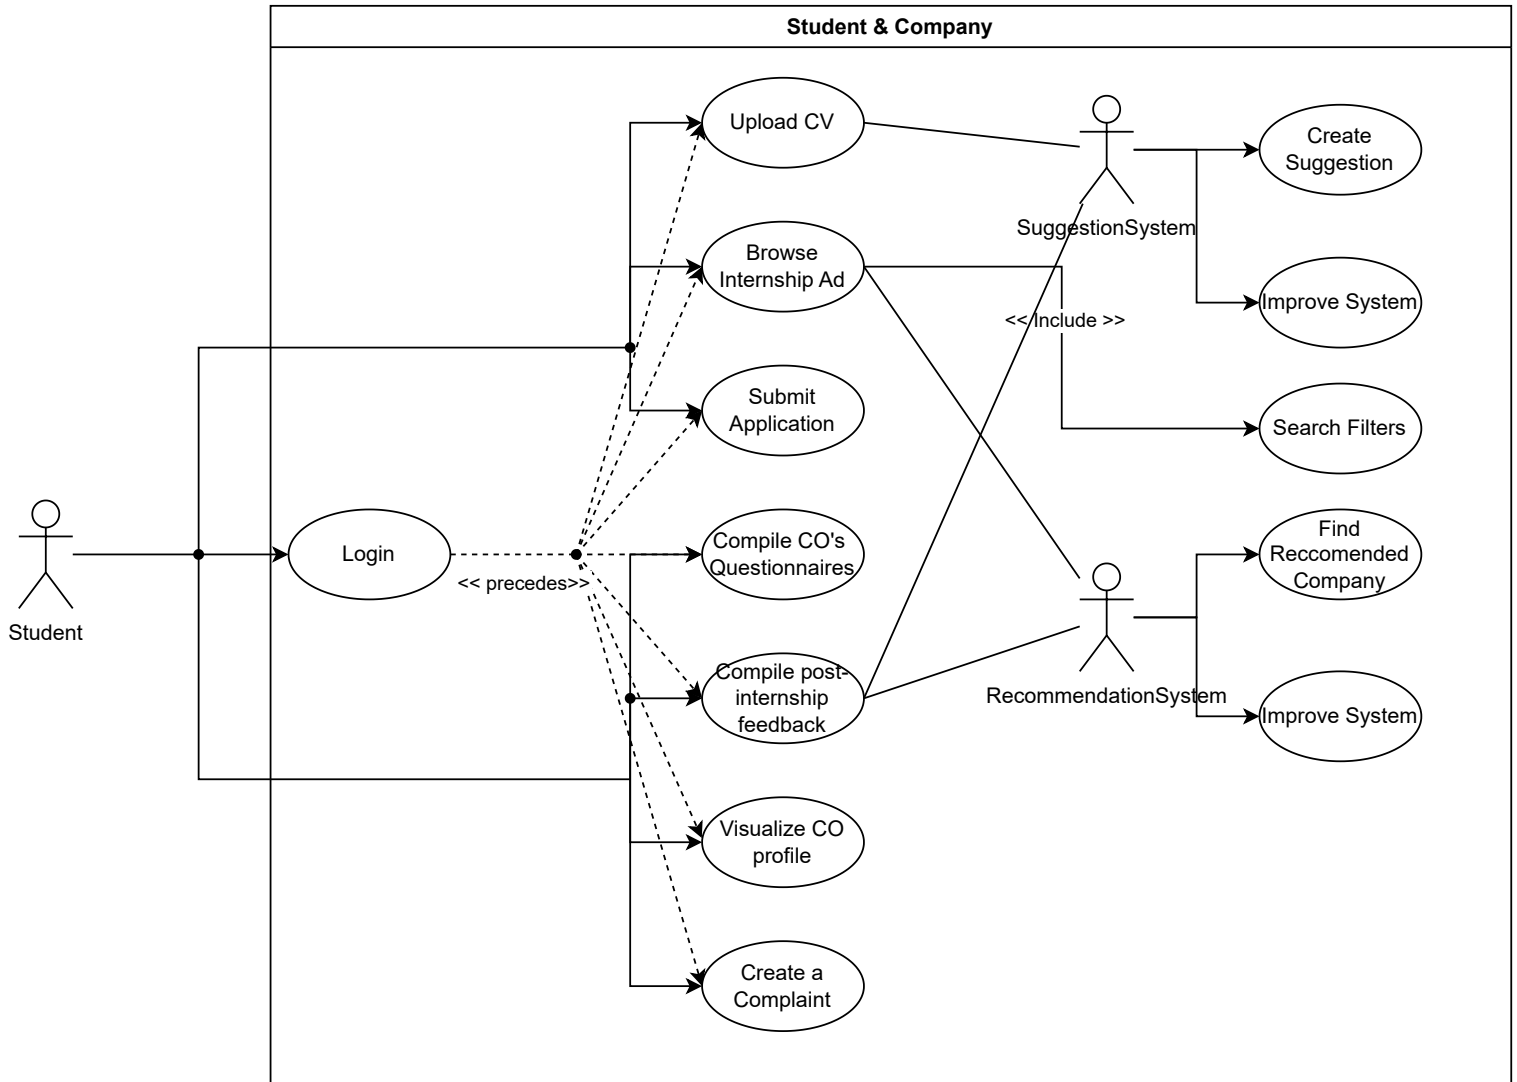 Student & Company
Upload CV
Create
Suggestion
SuggestionSystem
Browse
Internship Ad
Improve System
<< Include >>
Submit
Application
Search Filters
Student
Login
<< precedes>>
Compile CO's
Questionnaires
Find
Reccomended
Company
Compile post-
internship
feedback
RecommendationSystem
Improve System
Visualize CO
profile
Create a
Complaint